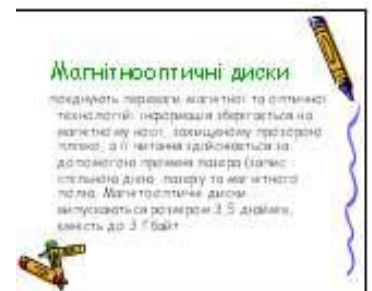 Магнітнооптичні диски
поєднують переваги магнітної та оптичної
технологій: інформація зберігається на
магнітному носії, захищеному прозорою
плівкою, а її читання здійснюється за
допомогою променя лазера (запис
спільною дією лазеру та магнітного
полю). Магнітооптичні диски
випускаються розміром 3,5 дюймів,
ємність до 3 Гбайт